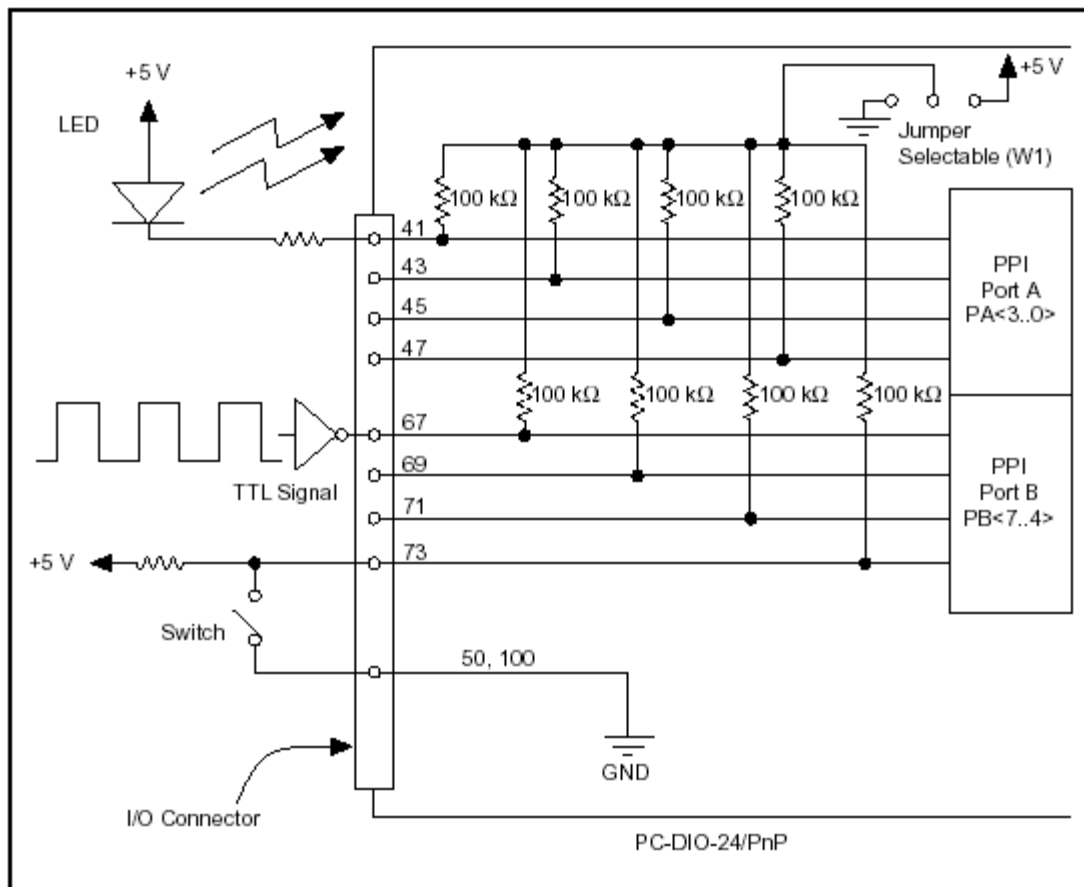 +5 V
LED
+5 V
Jumper
Selectable (W1)
100 kΩ
100 kΩ
100 kΩ
100 kΩ
41
43
45
47
PPI
Port A
PA<3..0>
100 kΩ
100 kΩ
100 kΩ
100 kΩ
67
69
71
73
TTL Signal
PPI
Port B
PB<7..4>
+5 V
Switch
50, 100
GND
I/O Connector
PC-DIO-24/PnP